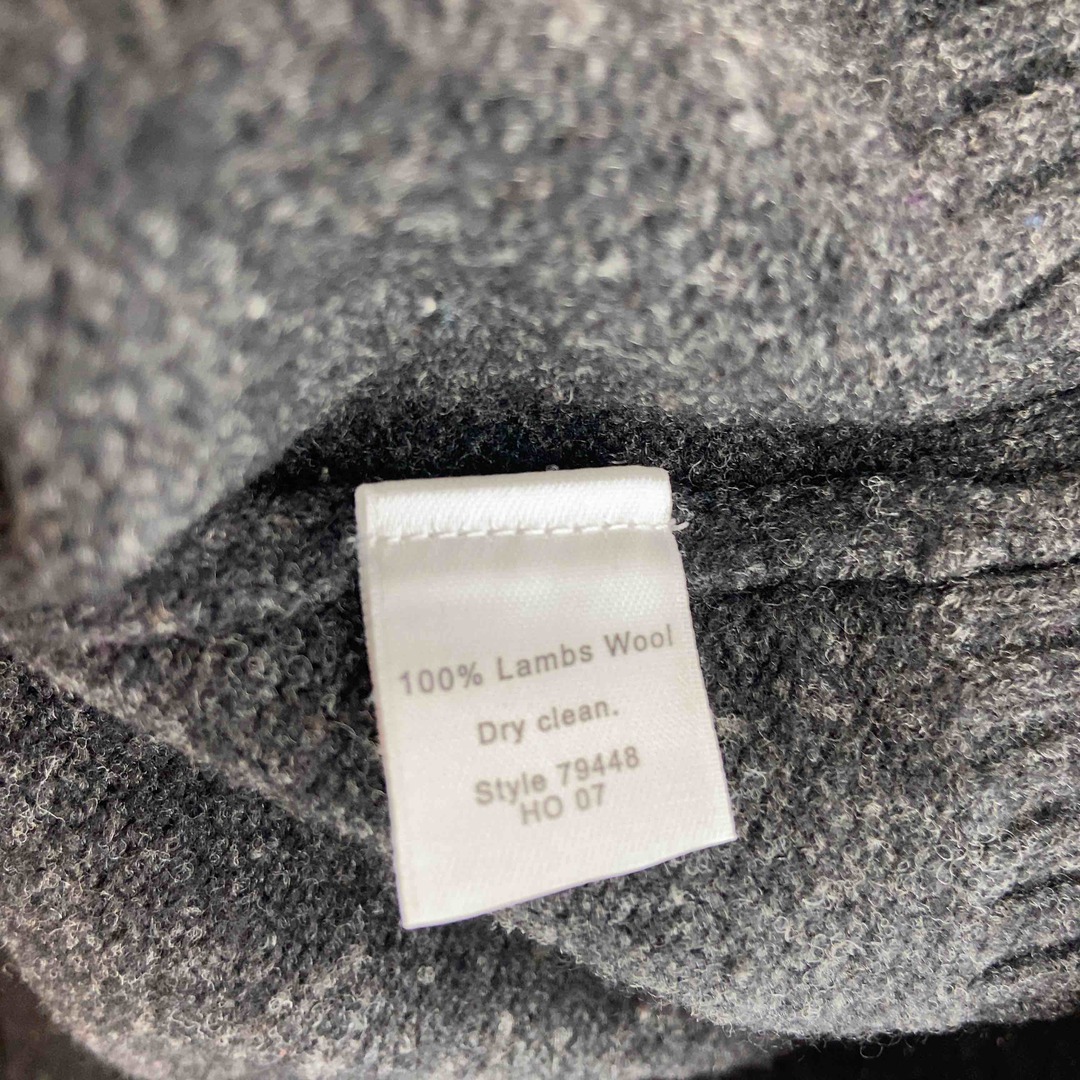 100% Lambs Wool
Dry clean.
Style 79448
HO 07